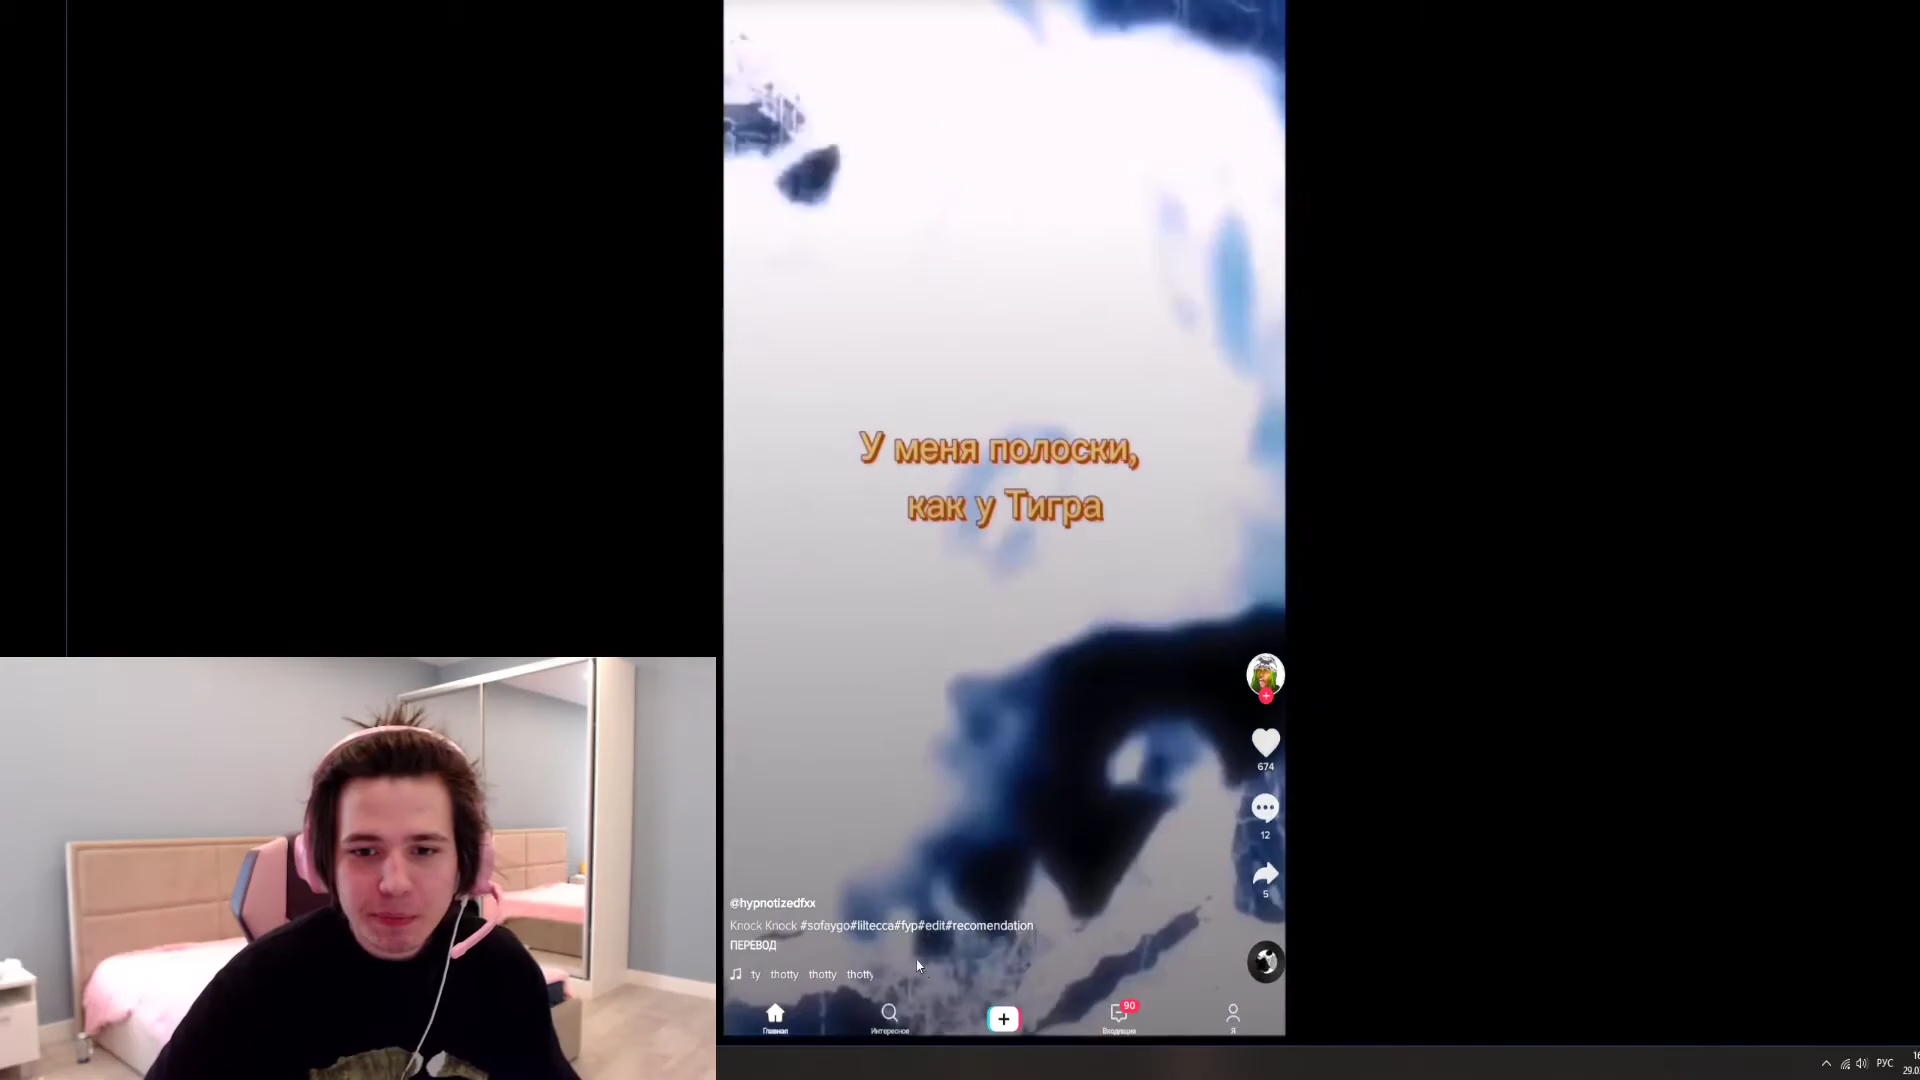 У меня полоски,
как у Тигра
674
12
5
@hypnotizedfxx
Knock Knock #sofaygo#liltecca#fyp#edit#recomendation
ПЕРЕВОД
ty thotty thotty thotty
90
Главная Интересное Входящие Я
РУС